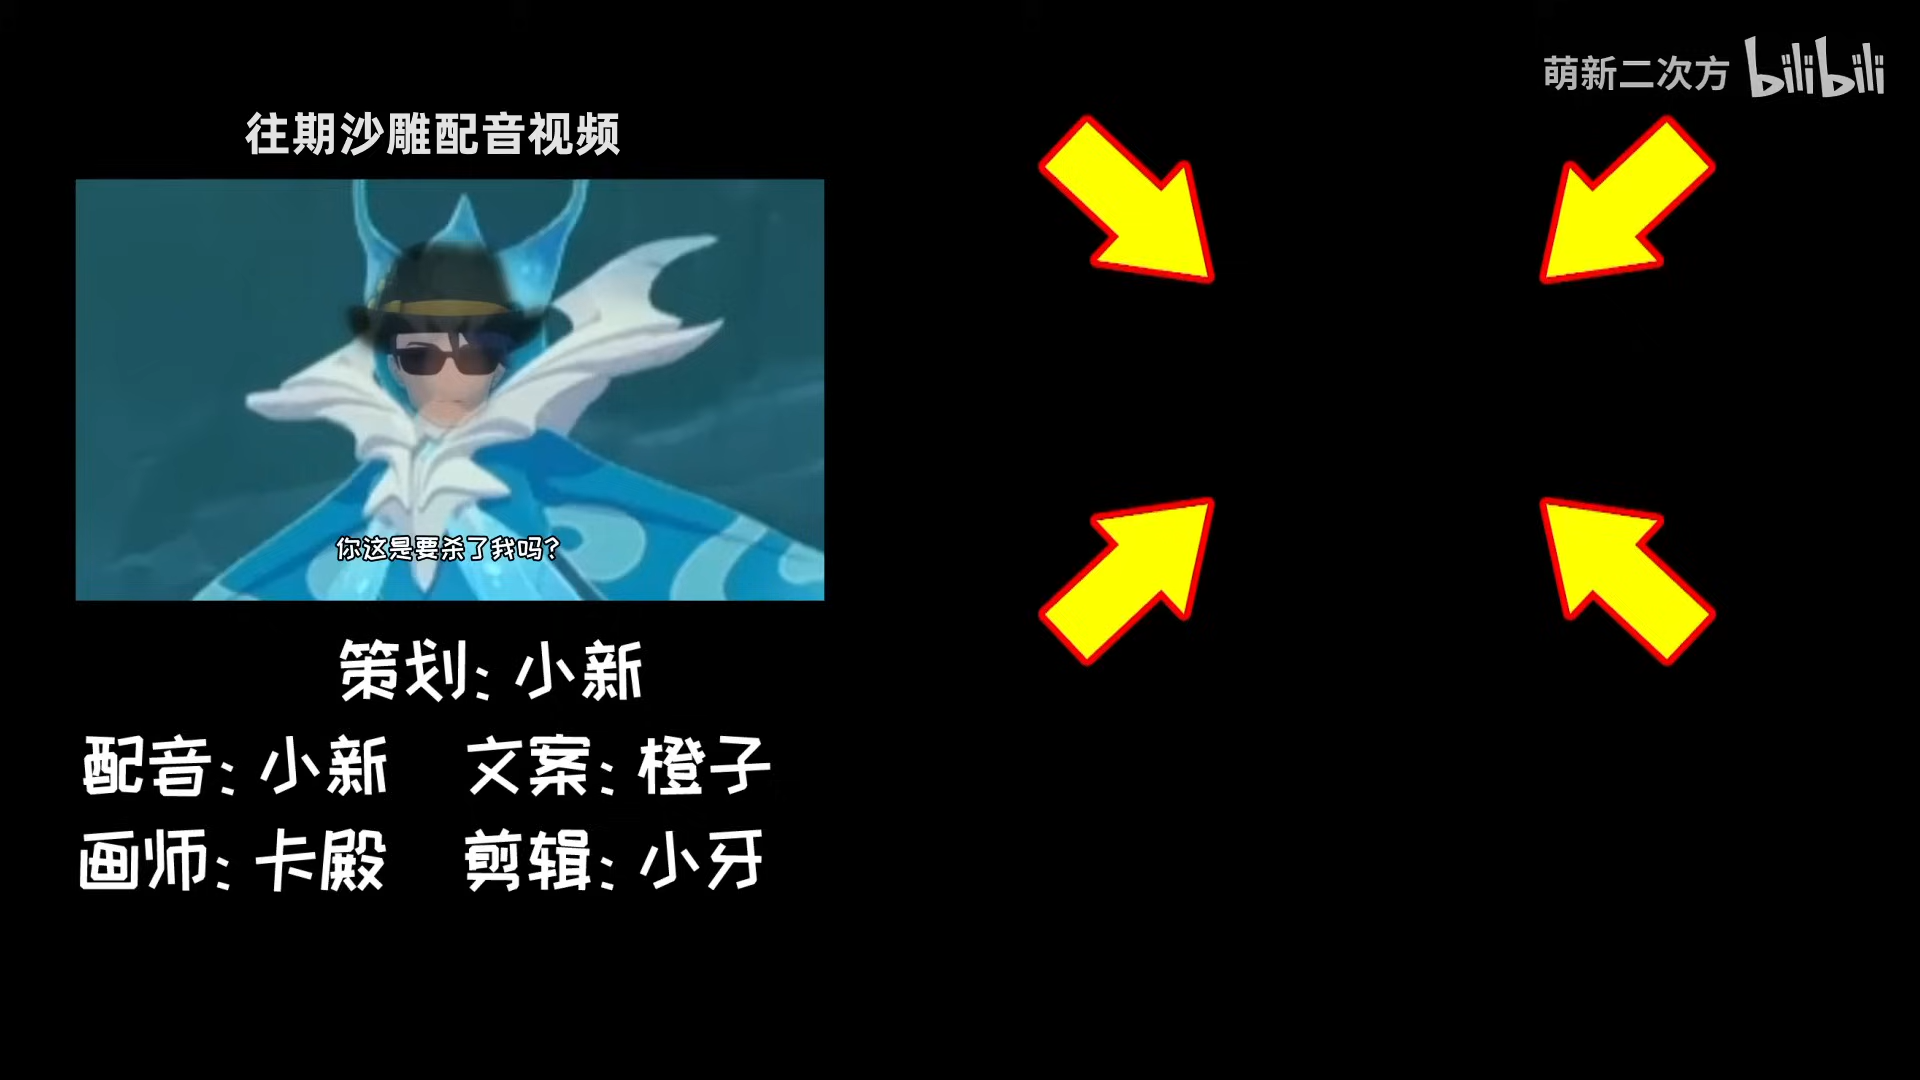 萌新二次方 bilibili
往期沙雕配音视频
你这是要杀了我吗?
策划: 小新
配音: 小新 文案: 橙子
画师: 卡殿 剪辑: 小牙